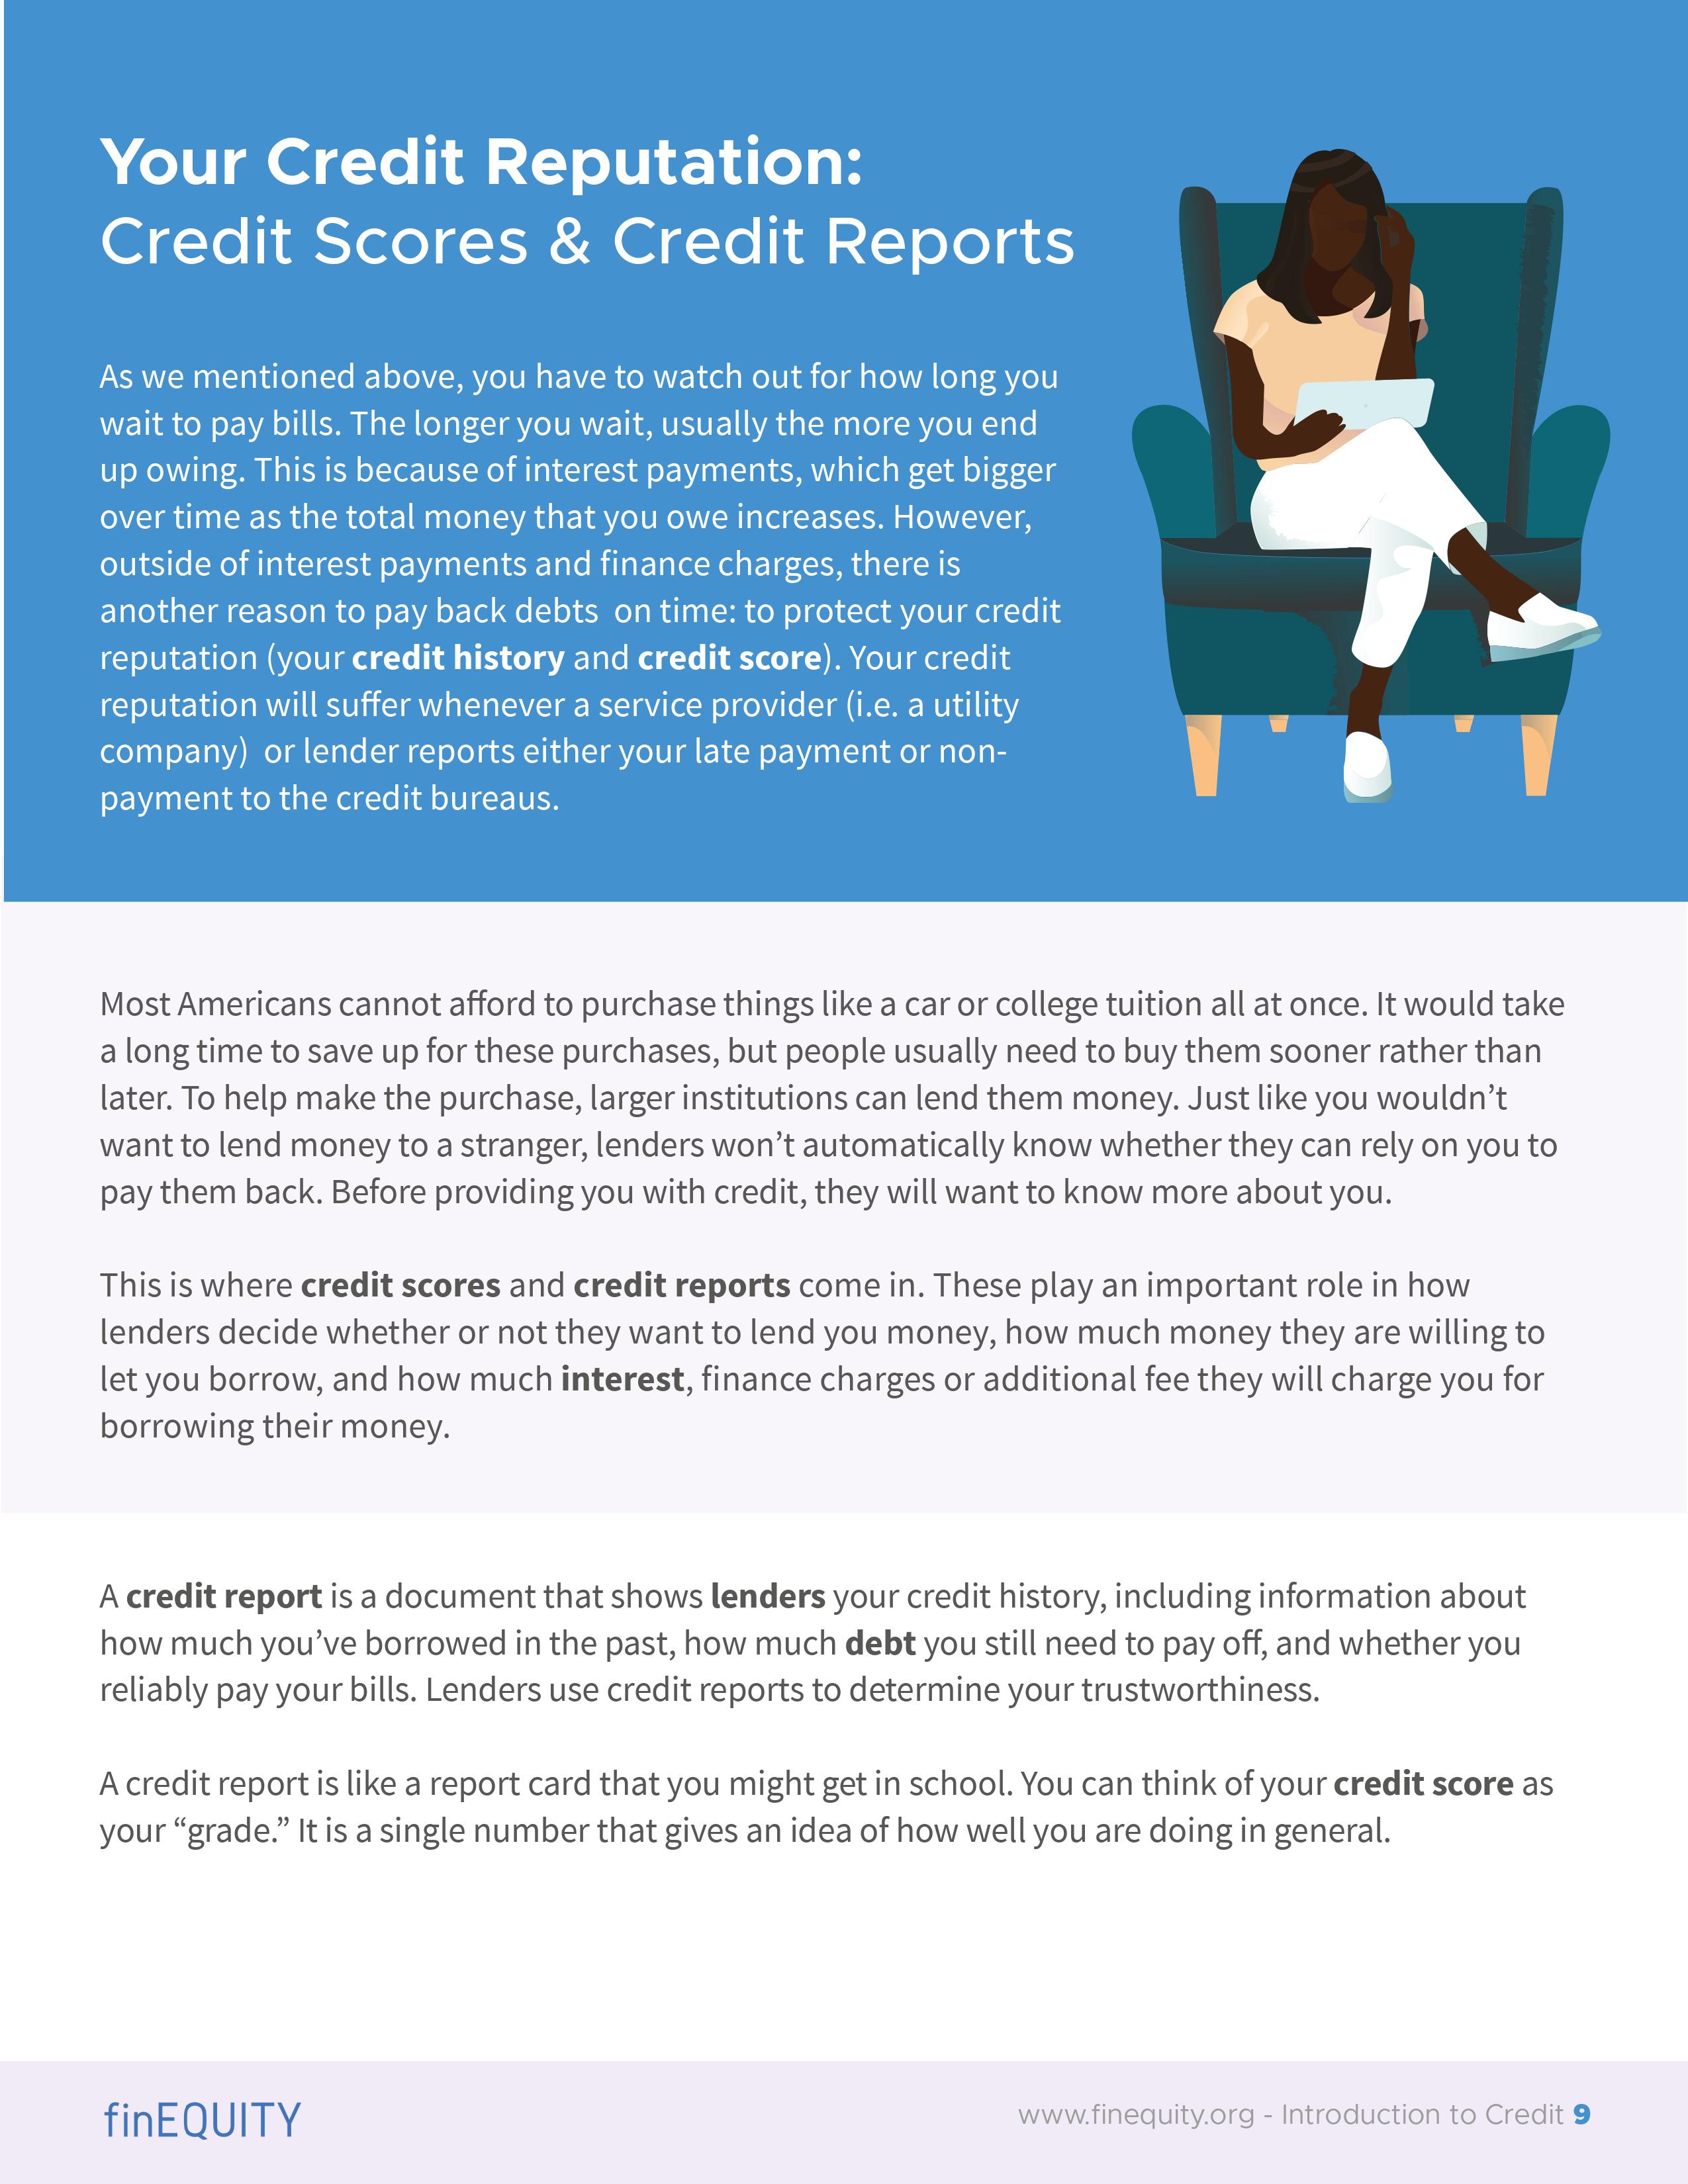 Your Credit Reputation:
Credit Scores & Credit Reports
As we mentioned above, you have to watch out for how long you
wait to pay bills. The longer you wait, usually the more you end
up owing. This is because of interest payments, which get bigger
over time as the total money that you owe increases. However,
outside of interest payments and finance charges, there is
another reason to pay back debts  on time: to protect your credit
reputation (your credit history and credit score). Your credit
reputation will suffer whenever a service provider (i.e. a utility
company)  or lender reports either your late payment or non-
payment to the credit bureaus.
Most Americans cannot afford to purchase things like a car or college tuition all at once. It would take
a long time to save up for these purchases, but people usually need to buy them sooner rather than
later. To help make the purchase, larger institutions can lend them money. Just like you wouldn’t
want to lend money to a stranger, lenders won’t automatically know whether they can rely on you to
pay them back. Before providing you with credit, they will want to know more about you.
This is where credit scores and credit reports come in. These play an important role in how
lenders decide whether or not they want to lend you money, how much money they are willing to
let you borrow, and how much interest, finance charges or additional fee they will charge you for
borrowing their money.
A credit report is a document that shows lenders your credit history, including information about
how much you’ve borrowed in the past, how much debt you still need to pay off, and whether you
reliably pay your bills. Lenders use credit reports to determine your trustworthiness.
A credit report is like a report card that you might get in school. You can think of your credit score as
your “grade.” It is a single number that gives an idea of how well you are doing in general.
finEQUITY
www.finequity.org - Introduction to Credit 9